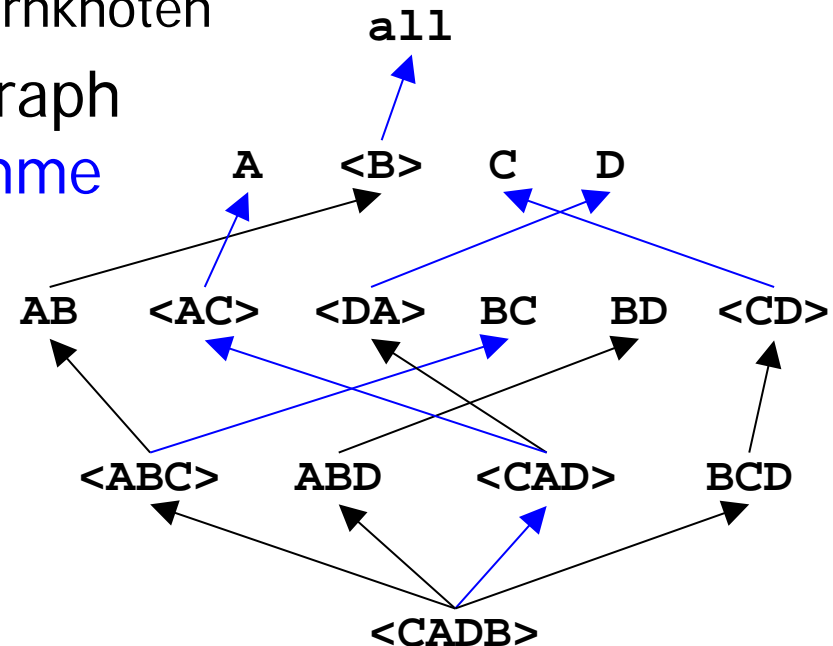 rnknoten
all
raph
A <B> C D
nme
AB <AC> <DA> BC BD <CD>
<ABC> ABD <CAD> BCD
<CADB>